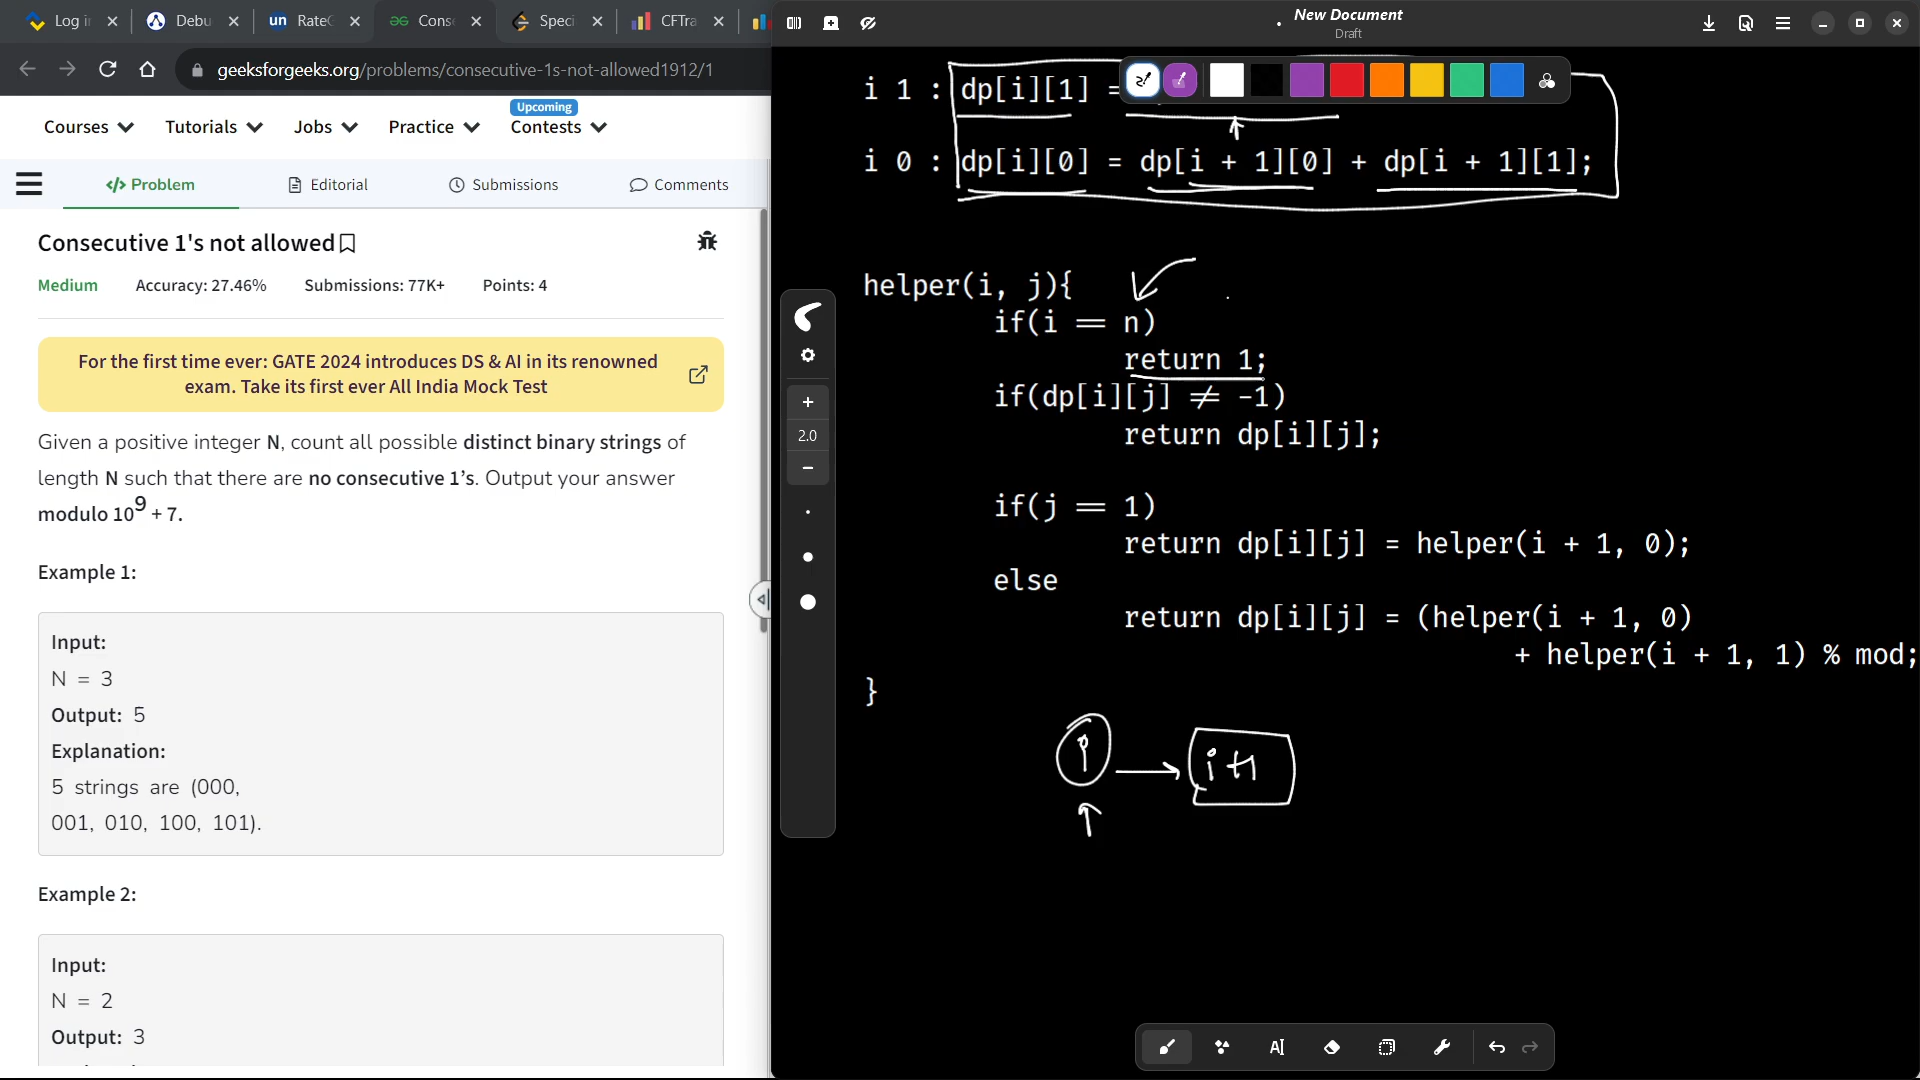 Log i
Debu
un RateG
Cons
Speci
CFTra
geeksforgeeks.org/problems/consecutive-1s-not-allowed1912/1
Upcoming
Courses Tutorials Jobs Practice Contests
</> Problem Editorial Submissions Comments
Consecutive 1's not allowed
Medium Accuracy: 27.46% Submissions: 77K+ Points: 4
For the first time ever: GATE 2024 introduces DS & AI in its renowned
exam. Take its first ever All India Mock Test
Given a positive integer N, count all possible distinct binary strings of
length N such that there are no consecutive 1’s. Output your answer
modulo 10⁹ + 7.
Example 1:
Input:
N = 3
Output: 5
Explanation:
5 strings are (000,
001, 010, 100, 101).
Example 2:
Input:
N = 2
Output: 3
New Document
Draft
i 1 : dp[i][1] =
i 0 : dp[i][0] = dp[i + 1][0] + dp[i + 1][1];
helper(i, j){
if(i == n)
return 1;
if(dp[i][j] ≠ -1)
return dp[i][j];
if(j == 1)
return dp[i][j] = helper(i + 1, 0);
else
return dp[i][j] = (helper(i + 1, 0)
+ helper(i + 1, 1) % mod;
}
i → i+1
+
2.0
−
AI